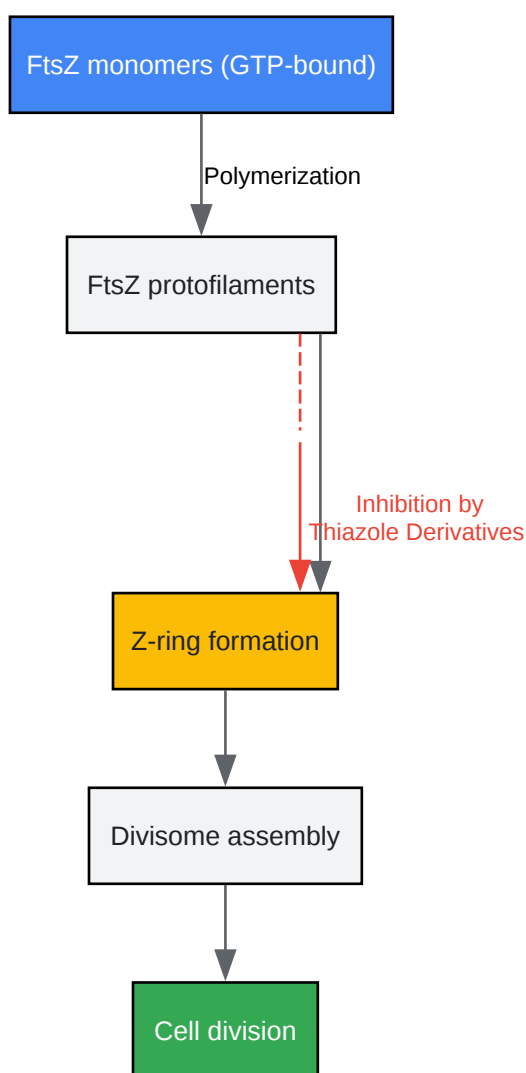 FtsZ monomers (GTP-bound)
Polymerization
FtsZ protofilaments
Inhibition by
Thiazole Derivatives
Z-ring formation
Divisome assembly
Cell division